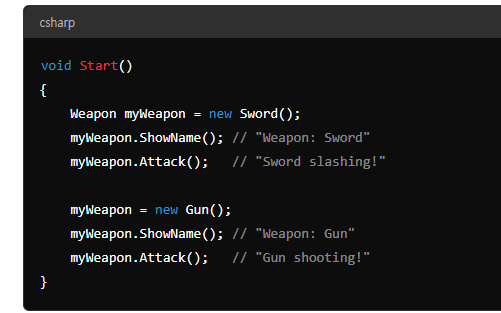 csharp
void Start()
{
    Weapon myWeapon = new Sword();
    myWeapon.ShowName(); // "Weapon: Sword"
    myWeapon.Attack();   // "Sword slashing!"

    myWeapon = new Gun();
    myWeapon.ShowName(); // "Weapon: Gun"
    myWeapon.Attack();   // "Gun shooting!"
}